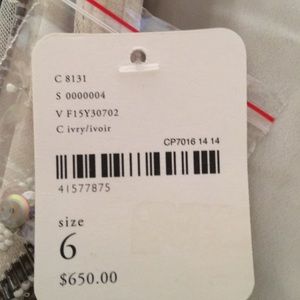 C 8131
S 0000004
V F15Y30702
C ivry/ivoir
CP7016 14 14
41577875
size
6
$650.00